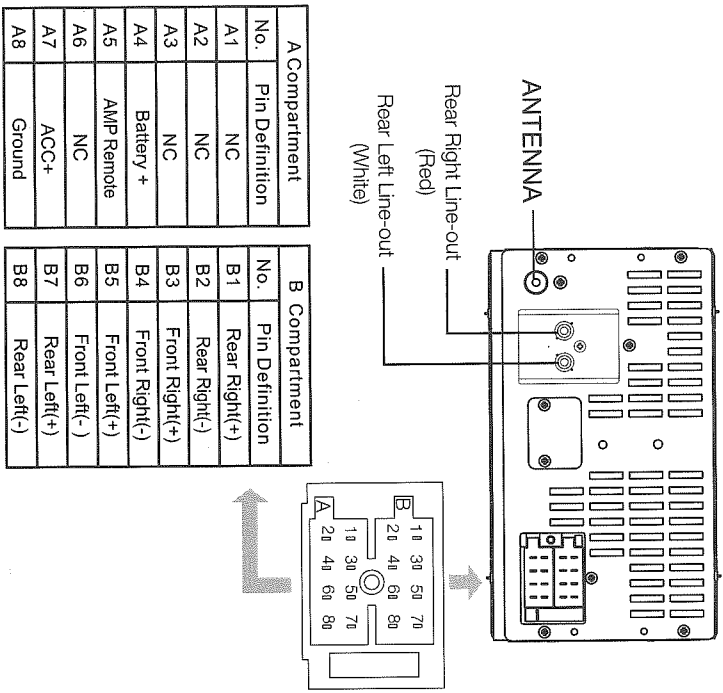 ANTENNA
Rear Right Line-out
(Red)
Rear Left Line-out
(White)
B
1 3 5 7
2 4 6 8
A
1 3 5 7
2 4 6 8
A Compartment
No. Pin Definition
A1 NC
A2 NC
A3 NC
A4 Battery +
A5 AMP Remote
A6 NC
A7 ACC+
A8 Ground
B Compartment
No. Pin Definition
B1 Rear Right(+)
B2 Rear Right(-)
B3 Front Right(+)
B4 Front Right(-)
B5 Front Left(+)
B6 Front Left(-)
B7 Rear Left(+)
B8 Rear Left(-)